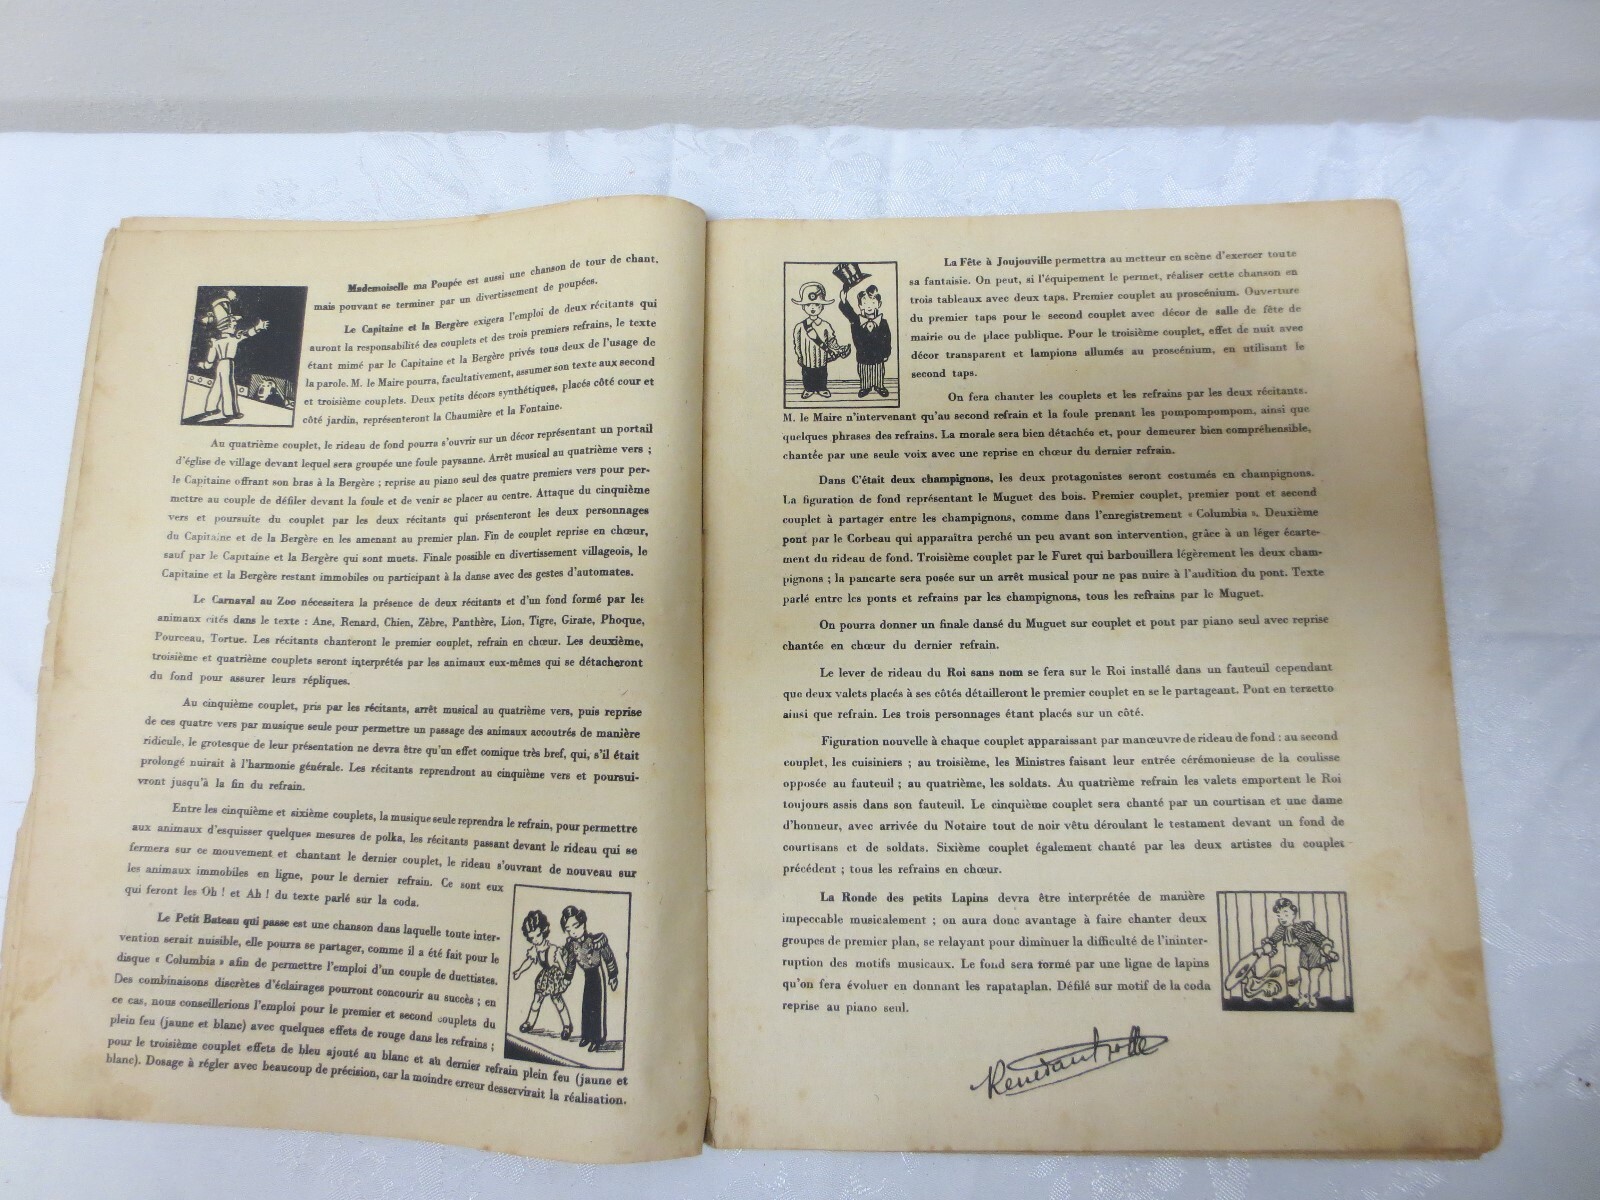 Mademoiselle ma Poupée est aussi une chanson de tour de chant,
mais pouvant se terminer par un divertissement de poupées.
Le Capitaine et la Bergère exigera l'emploi de deux récitants qui
auront la responsabilité des couplets et des trois premiers refrains, le texte
étant mimé par le Capitaine et la Bergère privés tous deux de l'usage de
la parole. M. le Maire pourra, facultativement, assumer son texte aux second
et troisième couplets. Deux petits décors synthétiques, placés côté cour et
côté jardin, représenteront la Chaumière et la Fontaine.
Au quatrième couplet, le rideau de fond pourra s'ouvrir sur un décor représentant un portail
d'église de village devant lequel sera groupée une foule paysanne. Arrêt musical au quatrième vers ;
le Capitaine offrant son bras à la Bergère ; reprise au piano seul des quatre premiers vers pour per-
mettre au couple de défiler devant la foule et de venir se placer au centre. Attaque du cinquième
vers et poursuite du couplet par les deux récitants qui présenteront les deux personnages
du Capitaine et de la Bergère en les amenant au premier plan. Fin de couplet reprise en chœur,
sauf par le Capitaine et la Bergère qui sont muets. Finale possible en divertissement villageois, le
Capitaine et la Bergère restant immobiles ou participant à la danse avec des gestes d'automates.
Le Carnaval au Zoo nécessitera la présence de deux récitants et d'un fond formé par les
animaux cités dans le texte : Ane, Renard, Chien, Zèbre, Panthère, Lion, Tigre, Girafe, Phoque,
Pourceau, Tortue. Les récitants chanteront le premier couplet, refrain en chœur. Les deuxième,
troisième et quatrième couplets seront interprétés par les animaux eux-mêmes qui se détacheront
du fond pour assurer leurs répliques.
Au cinquième couplet, pris par les récitants, arrêt musical au quatrième vers, puis reprise
de ces quatre vers par musique seule pour permettre un passage des animaux accoutrés de manière
ridicule, le grotesque de leur présentation ne devra être qu'un effet comique très bref, qui, s'il était
prolongé nuirait à l'harmonie générale. Les récitants reprendront au cinquième vers et poursui-
vront jusqu'à la fin du refrain.
Entre les cinquième et sixième couplets, la musique seule reprendra le refrain, pour permettre
aux animaux d'esquisser quelques mesures de polka, les récitants passant devant le rideau qui se
fermera sur ce mouvement et chantant le dernier couplet, le rideau s'ouvrant de nouveau sur
les animaux immobiles en ligne, pour le dernier refrain. Ce sont eux
qui feront les Oh ! et Ah ! du texte parlé sur la coda.
Le Petit Bateau qui passe est une chanson dans laquelle toute inter-
vention serait nuisible, elle pourra se partager, comme il a été fait pour le
disque « Columbia » afin de permettre l'emploi d'un couple de duettistes.
Des combinaisons discrètes d'éclairages pourront concourir au succès ; en
ce cas, nous conseillerions l'emploi pour le premier et second couplets du
plein feu (jaune et blanc) avec quelques effets de rouge dans les refrains ;
pour le troisième couplet effets de bleu ajouté au blanc et au dernier refrain plein feu (jaune et
blanc). Dosage à régler avec beaucoup de précision, car la moindre erreur desservirait la réalisation.
La Fête à Joujouville permettra au metteur en scène d'exercer toute
sa fantaisie. On peut, si l'équipement le permet, réaliser cette chanson en
trois tableaux avec deux taps. Premier couplet au proscénium. Ouverture
du premier taps pour le second couplet avec décor de salle de fête de
mairie ou de place publique. Pour le troisième couplet, effet de nuit avec
décor transparent et lampions allumés au proscénium, en utilisant le
second taps.
On fera chanter les couplets et les refrains par les deux récitants.
M. le Maire n'intervenant qu'au second refrain et la foule prenant les pompompompom, ainsi que
quelques phrases des refrains. La morale sera bien détachée et, pour demeurer bien compréhensible,
chantée par une seule voix avec une reprise en chœur du dernier refrain.
Dans C'était deux champignons, les deux protagonistes seront costumés en champignons.
La figuration de fond représentant le Muguet des bois. Premier couplet, premier pont et second
couplet à partager entre les champignons, comme dans l'enregistrement « Columbia ». Deuxième
pont par le Corbeau qui apparaîtra perché un peu avant son intervention, grâce à un léger écarte-
ment du rideau de fond. Troisième couplet par le Furet qui barbouillera légèrement les deux cham-
pignons ; la pancarte sera posée sur un arrêt musical pour ne pas nuire à l'audition du pont. Texte
parlé entre les ponts et refrains par les champignons, tous les refrains par le Muguet.
On pourra donner un finale dansé du Muguet sur couplet et pout par piano seul avec reprise
chantée en chœur du dernier refrain.
Le lever de rideau du Roi sans nom se fera sur le Roi installé dans un fauteuil cependant
que deux valets placés à ses côtés détailleront le premier couplet en se le partageant. Pont en terzetto
ainsi que refrain. Les trois personnages étant placés sur un côté.
Figuration nouvelle à chaque couplet apparaissant par manœuvre de rideau de fond : au second
couplet, les cuisiniers ; au troisième, les Ministres faisant leur entrée cérémonieuse de la coulisse
opposée au fauteuil ; au quatrième, les soldats. Au quatrième refrain les valets emportent le Roi
toujours assis dans son fauteuil. Le cinquième couplet sera chanté par un courtisan et une dame
d'honneur, avec arrivée du Notaire tout de noir vêtu déroulant le testament devant un fond de
courtisans et de soldats. Sixième couplet également chanté par les deux artistes du couplet
précédent ; tous les refrains en chœur.
La Ronde des petits Lapins devra être interprétée de manière
impeccable musicalement ; on aura donc avantage à faire chanter deux
groupes de premier plan, se relayant pour diminuer la difficulté de l'ininter-
ruption des motifs musicaux. Le fond sera formé par une ligne de lapins
qu'on fera évoluer en donnant les rapataplan. Défilé sur motif de la coda
reprise au piano seul.